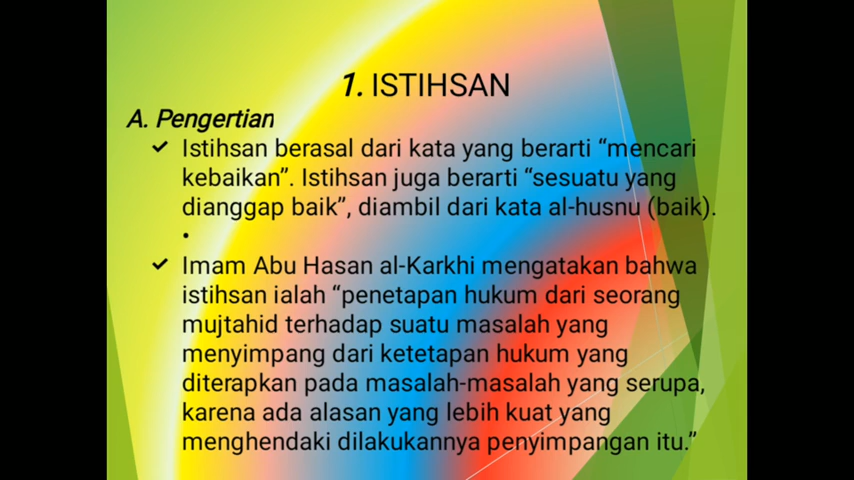 1. ISTIHSAN
A. Pengertian
✓ Istihsan berasal dari kata yang berarti “mencari
kebaikan”. Istihsan juga berarti “sesuatu yang
dianggap baik”, diambil dari kata al-husnu (baik).
•
✓ Imam Abu Hasan al-Karkhi mengatakan bahwa
istihsan ialah “penetapan hukum dari seorang
mujtahid terhadap suatu masalah yang
menyimpang dari ketetapan hukum yang
diterapkan pada masalah-masalah yang serupa,
karena ada alasan yang lebih kuat yang
menghendaki dilakukannya penyimpangan itu.”